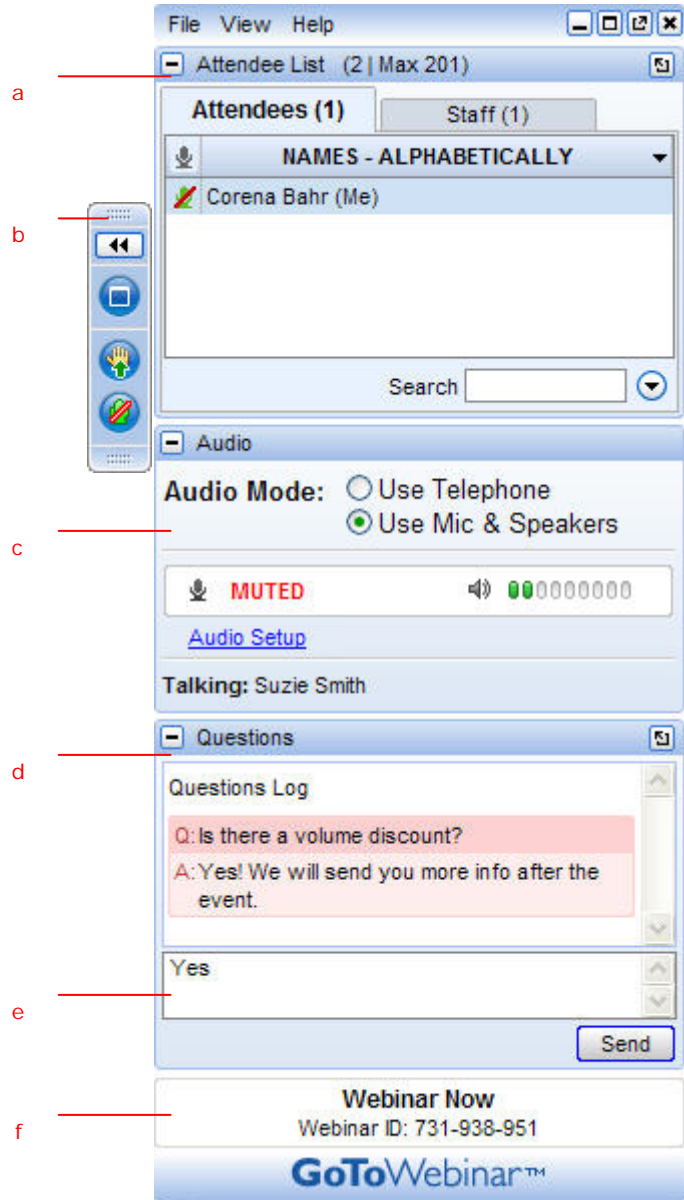 File View Help
a
Attendee List (2 | Max 201)
Attendees (1) Staff (1)
NAMES - ALPHABETICALLY
Corena Bahr (Me)
b
Search
Audio
Audio Mode: Use Telephone
Use Mic & Speakers
c
MUTED
Audio Setup
Talking: Suzie Smith
Questions
d
Questions Log
Q: Is there a volume discount?
A: Yes! We will send you more info after the
event.
Yes
e
Send
Webinar Now
f
Webinar ID: 731-938-951
GoToWebinar™